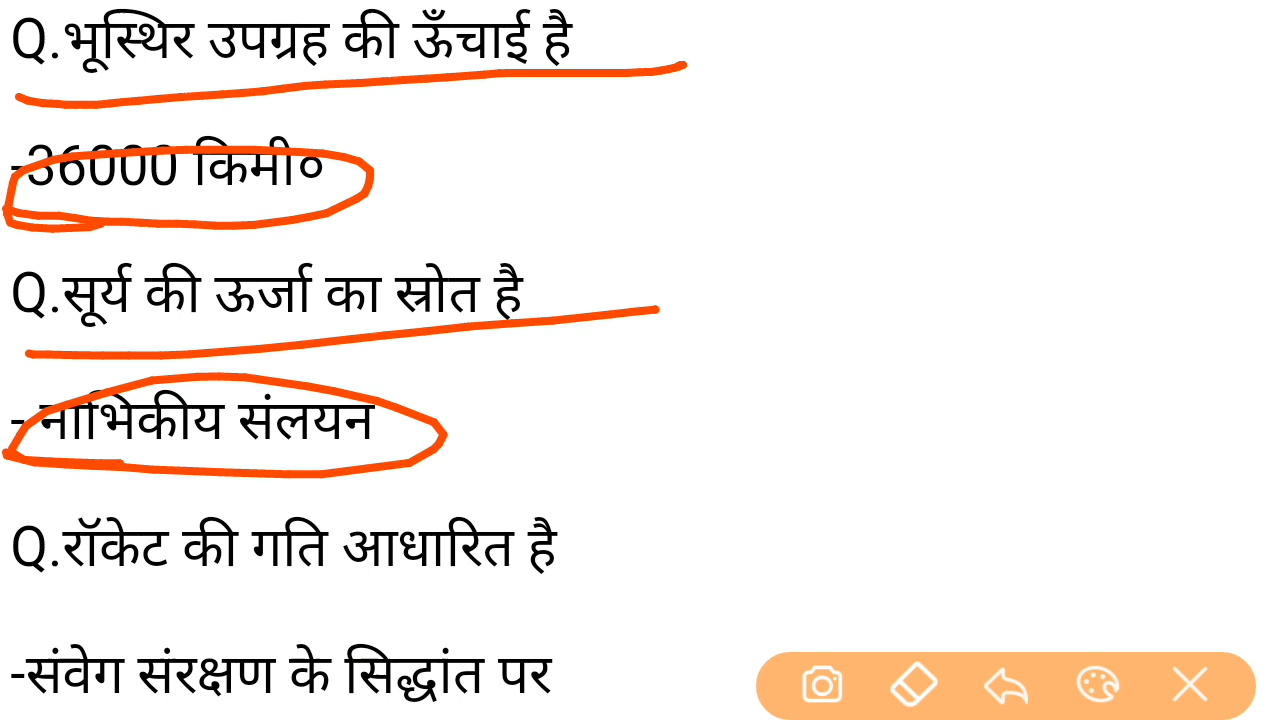 Q.भूस्थिर उपग्रह की ऊँचाई है
-36000 किमी०
Q.सूर्य की ऊर्जा का स्रोत है
- नाभिकीय संलयन
Q.रॉकेट की गति आधारित है
-संवेग संरक्षण के सिद्धांत पर